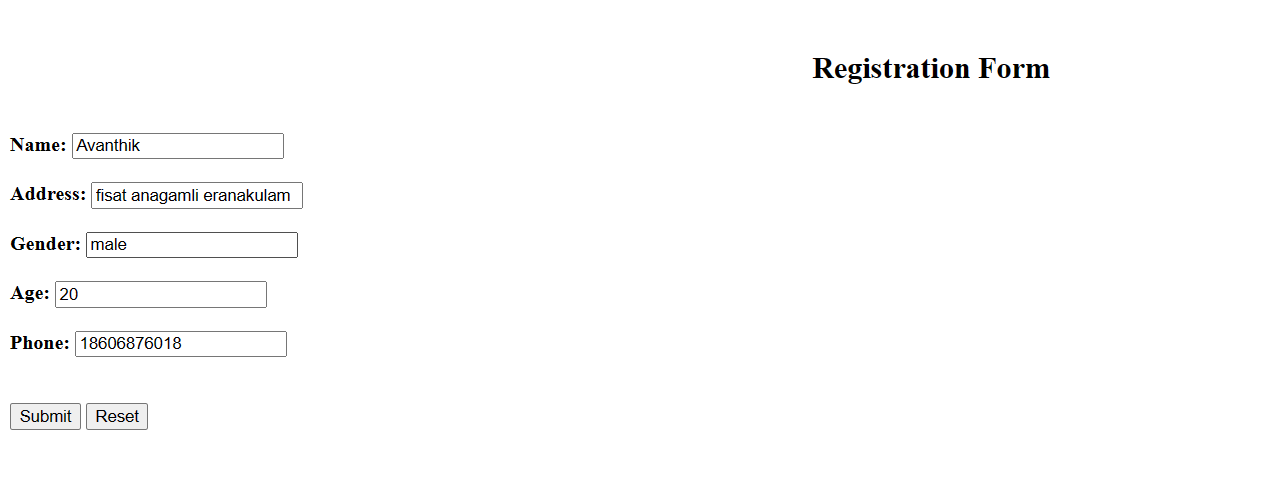 Registration Form
Name: Avanthik
Address: fisat anagamli eranakulam
Gender: male
Age: 20
Phone: 18606876018
Submit Reset